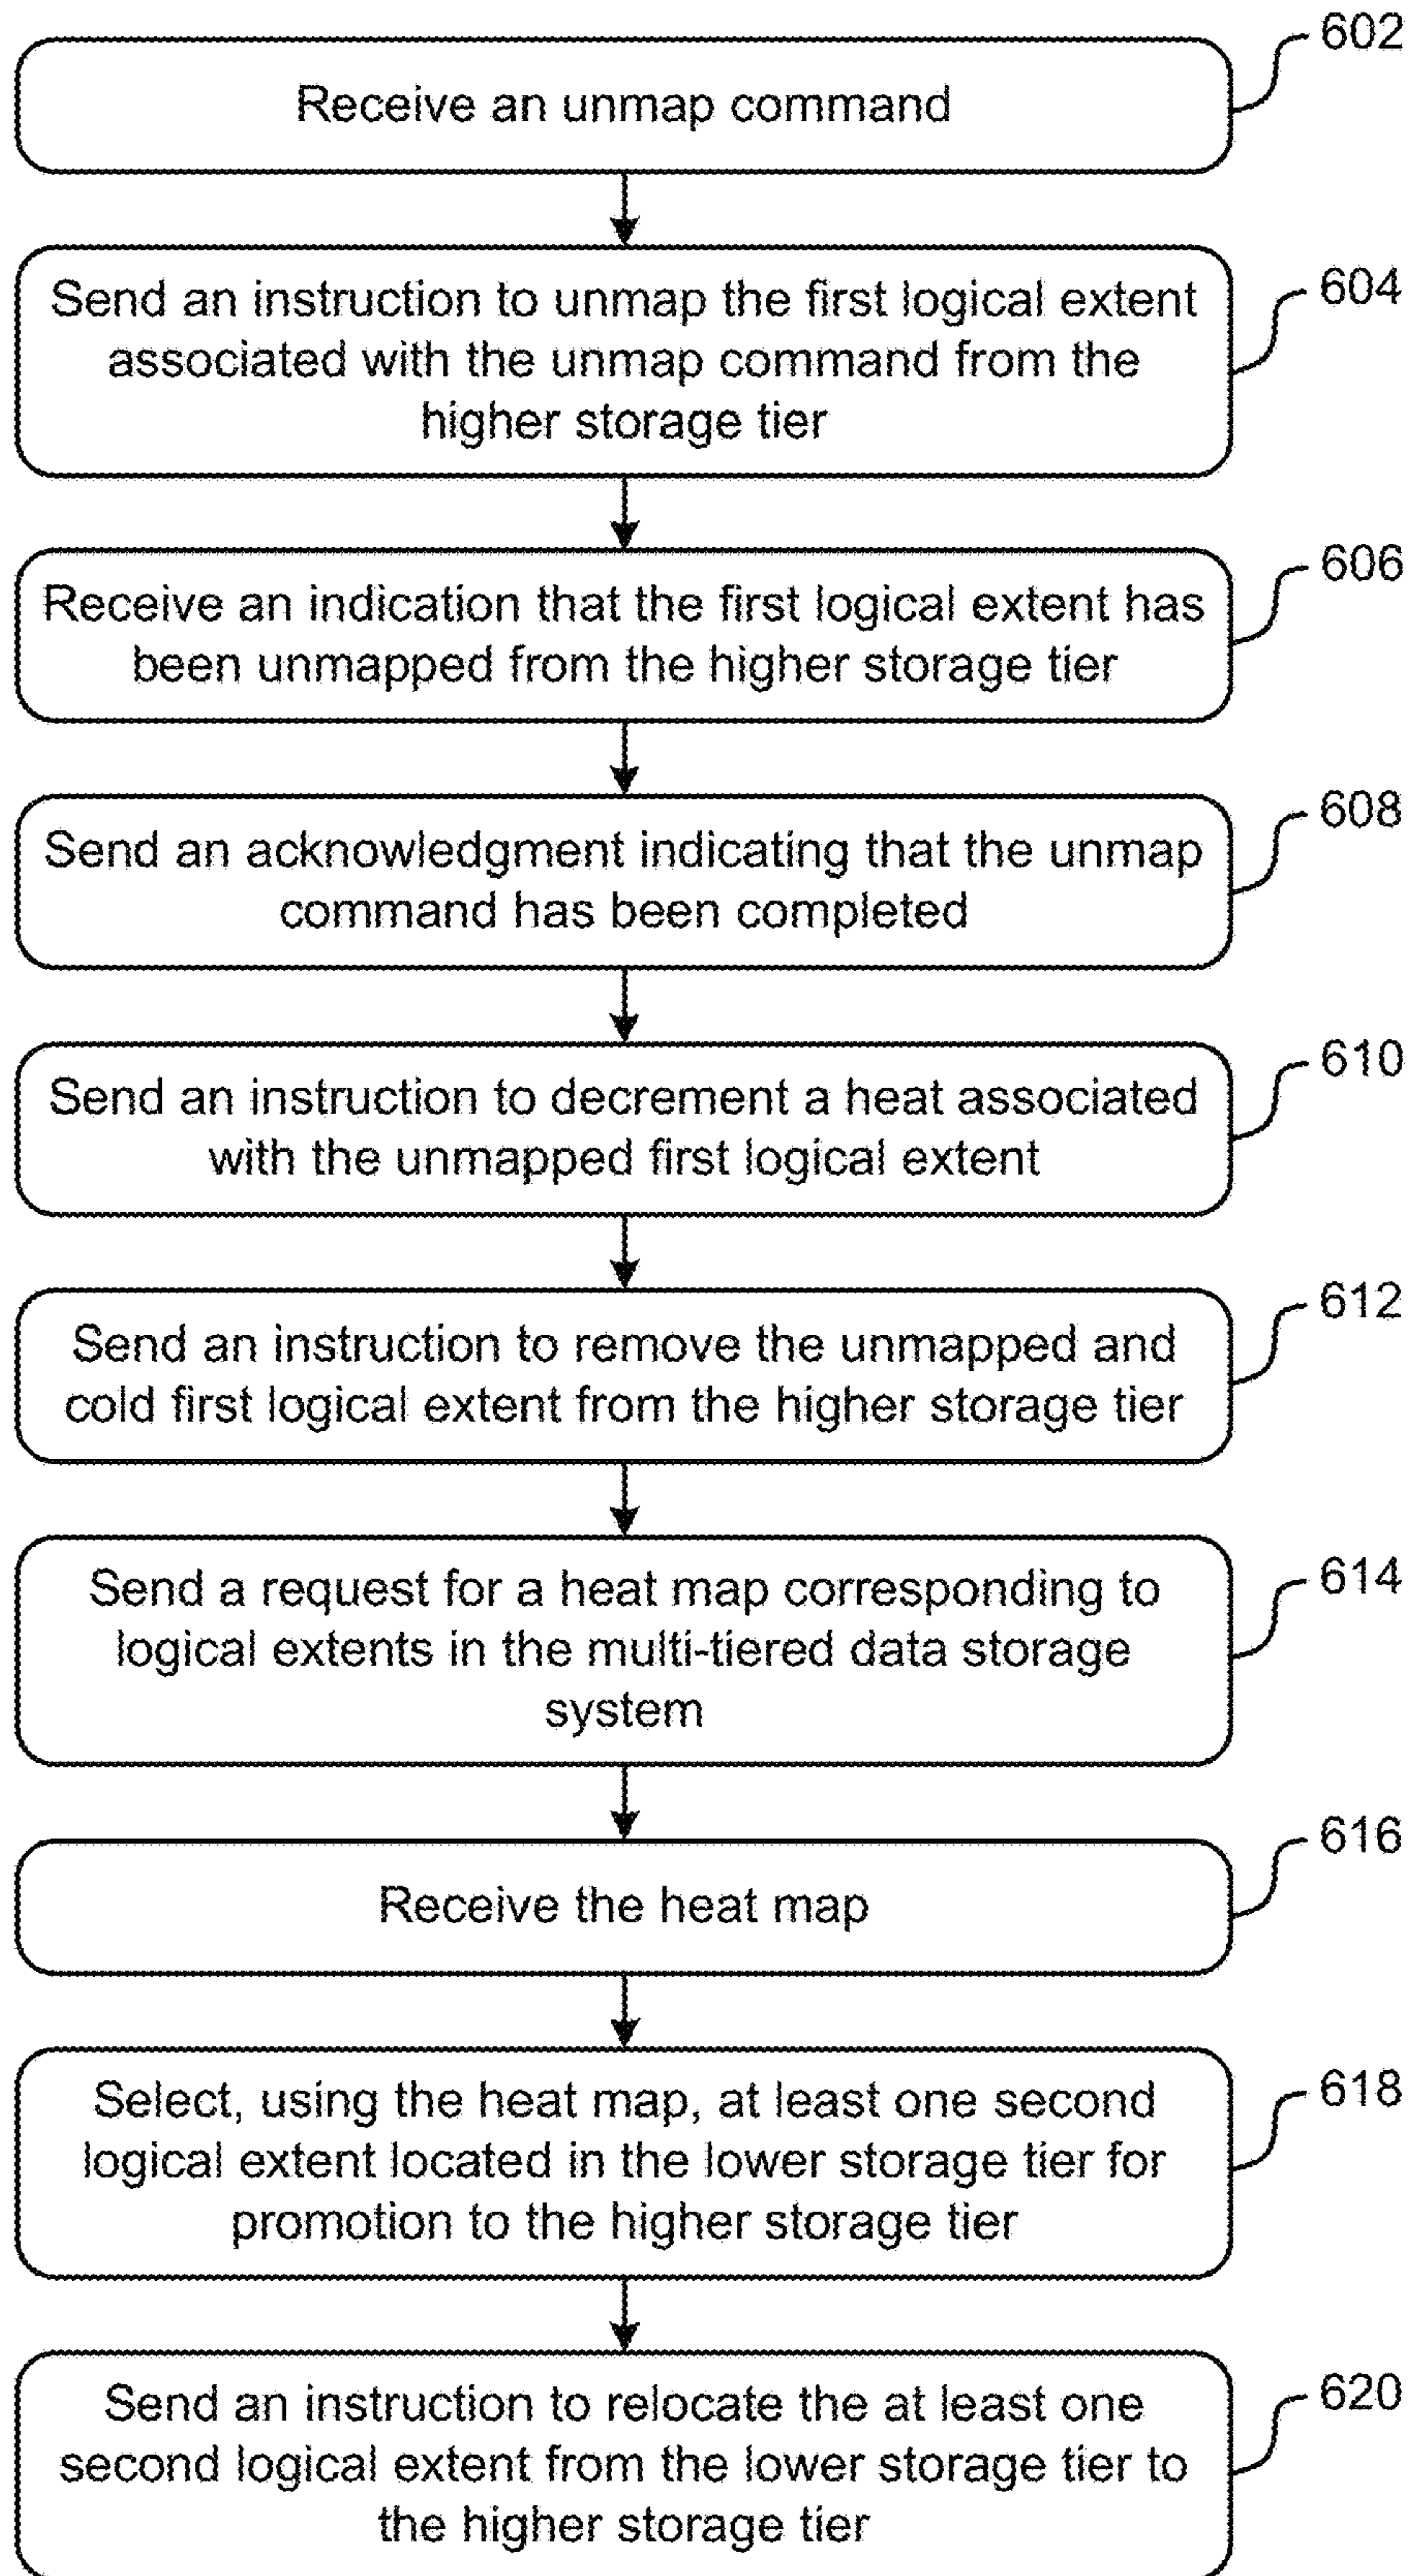 602
Receive an unmap command
604
Send an instruction to unmap the first logical extent
associated with the unmap command from the
higher storage tier
606
Receive an indication that the first logical extent has
been unmapped from the higher storage tier
608
Send an acknowledgment indicating that the unmap
command has been completed
610
Send an instruction to decrement a heat associated
with the unmapped first logical extent
612
Send an instruction to remove the unmapped and
cold first logical extent from the higher storage tier
614
Send a request for a heat map corresponding to
logical extents in the multi-tiered data storage
system
616
Receive the heat map
618
Select, using the heat map, at least one second
logical extent located in the lower storage tier for
promotion to the higher storage tier
620
Send an instruction to relocate the at least one
second logical extent from the lower storage tier to
the higher storage tier